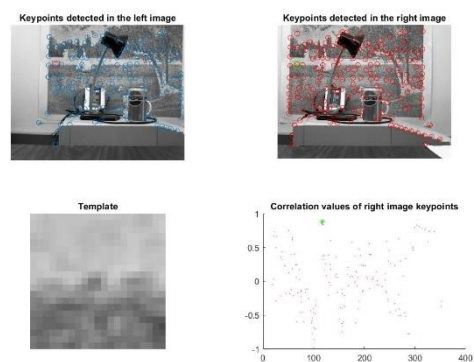 Keypoints detected in the left image
Keypoints detected in the right image
Template
Correlation values of right image keypoints
1
0.5
0
-0.5
-1
0 100 200 300 400